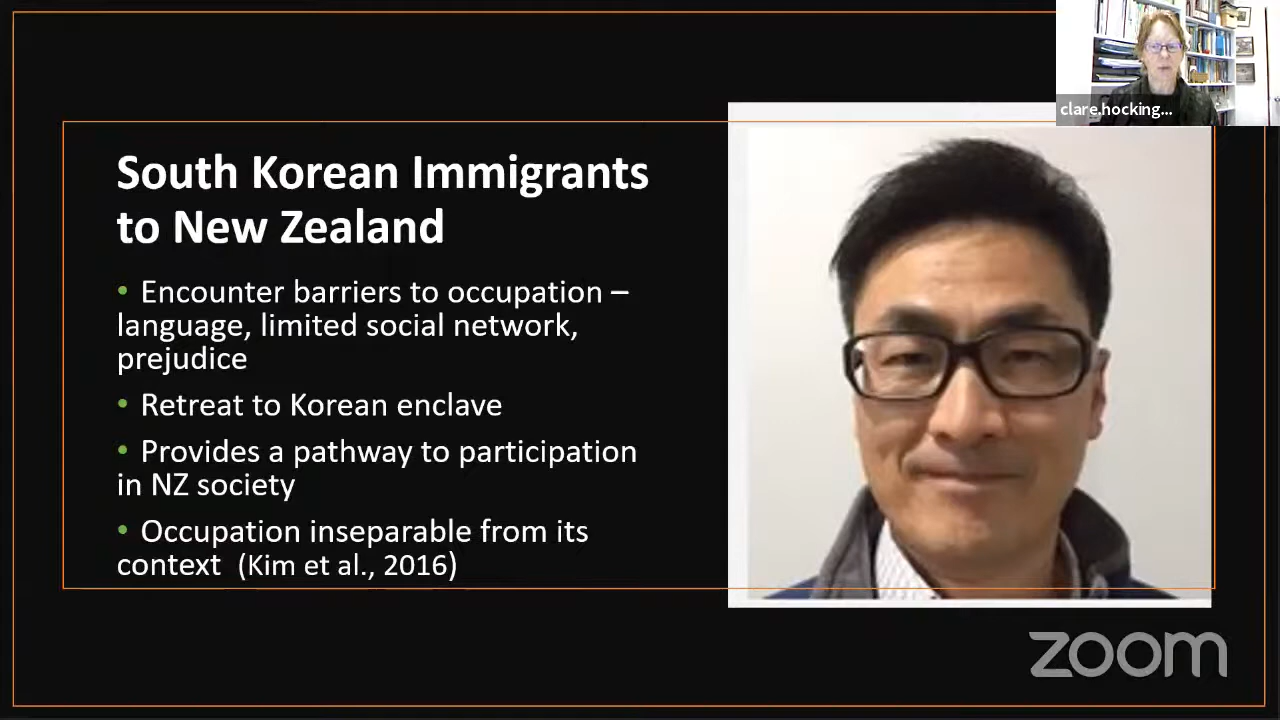 clare.hocking...
South Korean Immigrants
to New Zealand
• Encounter barriers to occupation –
language, limited social network,
prejudice
• Retreat to Korean enclave
• Provides a pathway to participation
in NZ society
• Occupation inseparable from its
context (Kim et al., 2016)
zoom